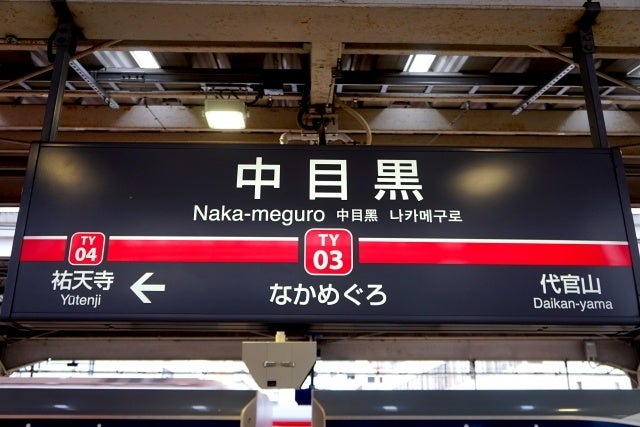 中目黒
Naka-meguro 中目黑 나카메구로
TY
04
TY
03
祐天寺
Yūtenji
←
なかめぐろ
代官山
Daikan-yama